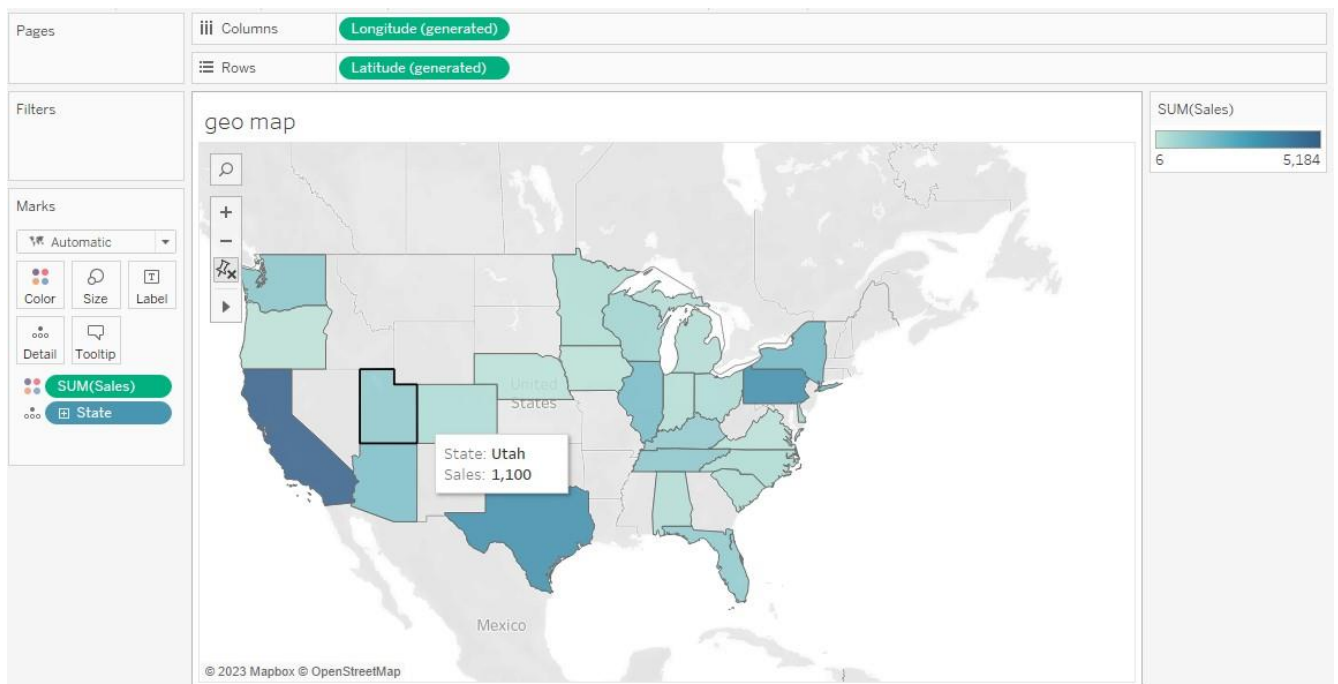 Pages
Columns
Longitude (generated)
Rows
Latitude (generated)
Filters
Marks
Automatic
Color
Size
Label
Detail
Tooltip
SUM(Sales)
State
geo map
United
States
State: Utah
Sales: 1,100
Mexico
© 2023 Mapbox © OpenStreetMap
SUM(Sales)
6 5,184